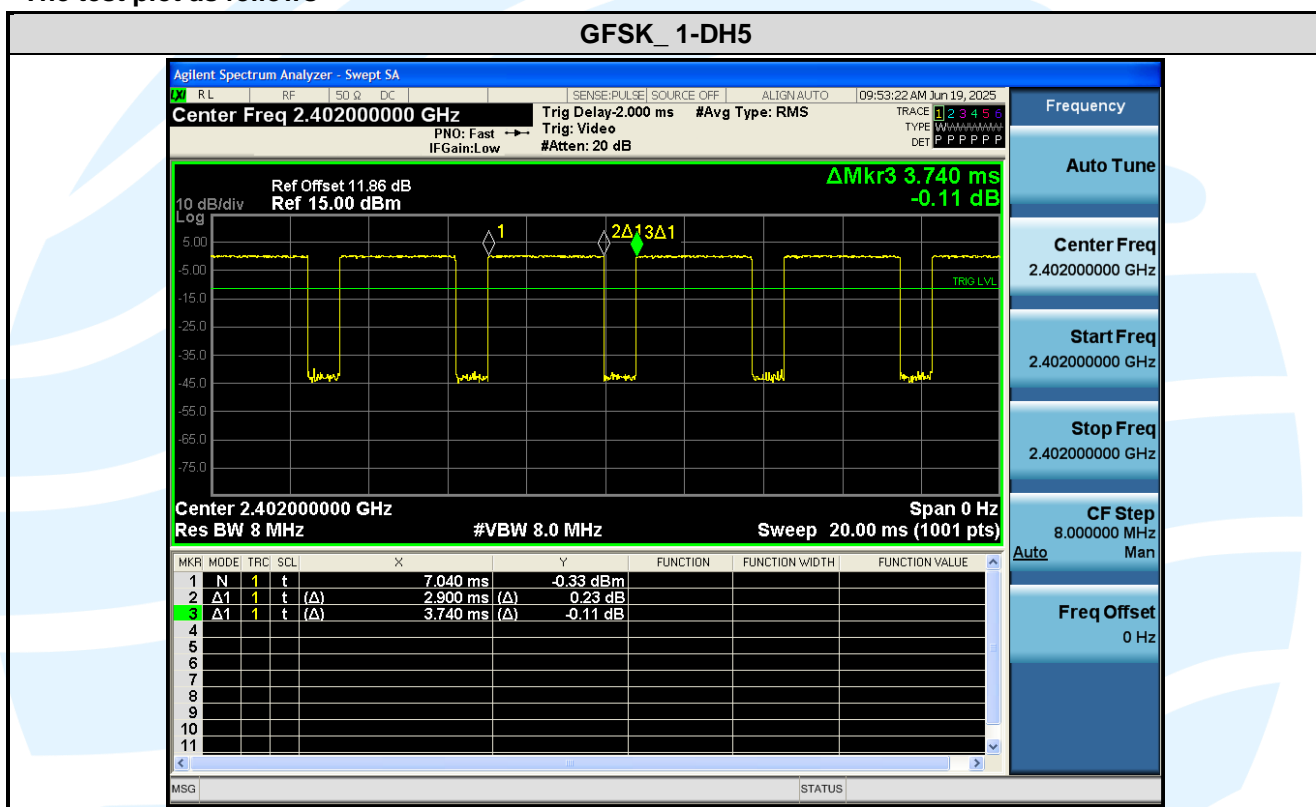 The test plot as follows
GFSK_ 1-DH5
Agilent Spectrum Analyzer - Swept SA
LXI RL RF 50 Ω DC SENSE:PULSE SOURCE OFF ALIGN AUTO 09:53:22 AM Jun 19, 2025
Center Freq 2.402000000 GHz
PNO: Fast
IFGain:Low
Trig Delay-2.000 ms #Avg Type: RMS
Trig: Video
#Atten: 20 dB
TRACE 1 2 3 4 5 6
TYPE WWWWWW
DET P P P P P P
Frequency
Auto Tune
Center Freq
2.402000000 GHz
Start Freq
2.402000000 GHz
Stop Freq
2.402000000 GHz
CF Step
8.000000 MHz
Auto Man
Freq Offset
0 Hz
ΔMkr3 3.740 ms
-0.11 dB
Ref Offset 11.86 dB
10 dB/div Ref 15.00 dBm
Log
1 2Δ1 3Δ1
5.00
-5.00
TRIG LVL
-15.0
-25.0
-35.0
-45.0
-55.0
-65.0
-75.0
Center 2.402000000 GHz Span 0 Hz
Res BW 8 MHz #VBW 8.0 MHz Sweep 20.00 ms (1001 pts)
MKR MODE TRC SCL X Y FUNCTION FUNCTION WIDTH FUNCTION VALUE
1 N 1 t 7.040 ms -0.33 dBm
2 Δ1 1 t (Δ) 2.900 ms (Δ) 0.23 dB
3 Δ1 1 t (Δ) 3.740 ms (Δ) -0.11 dB
4
5
6
7
8
9
10
11
MSG STATUS